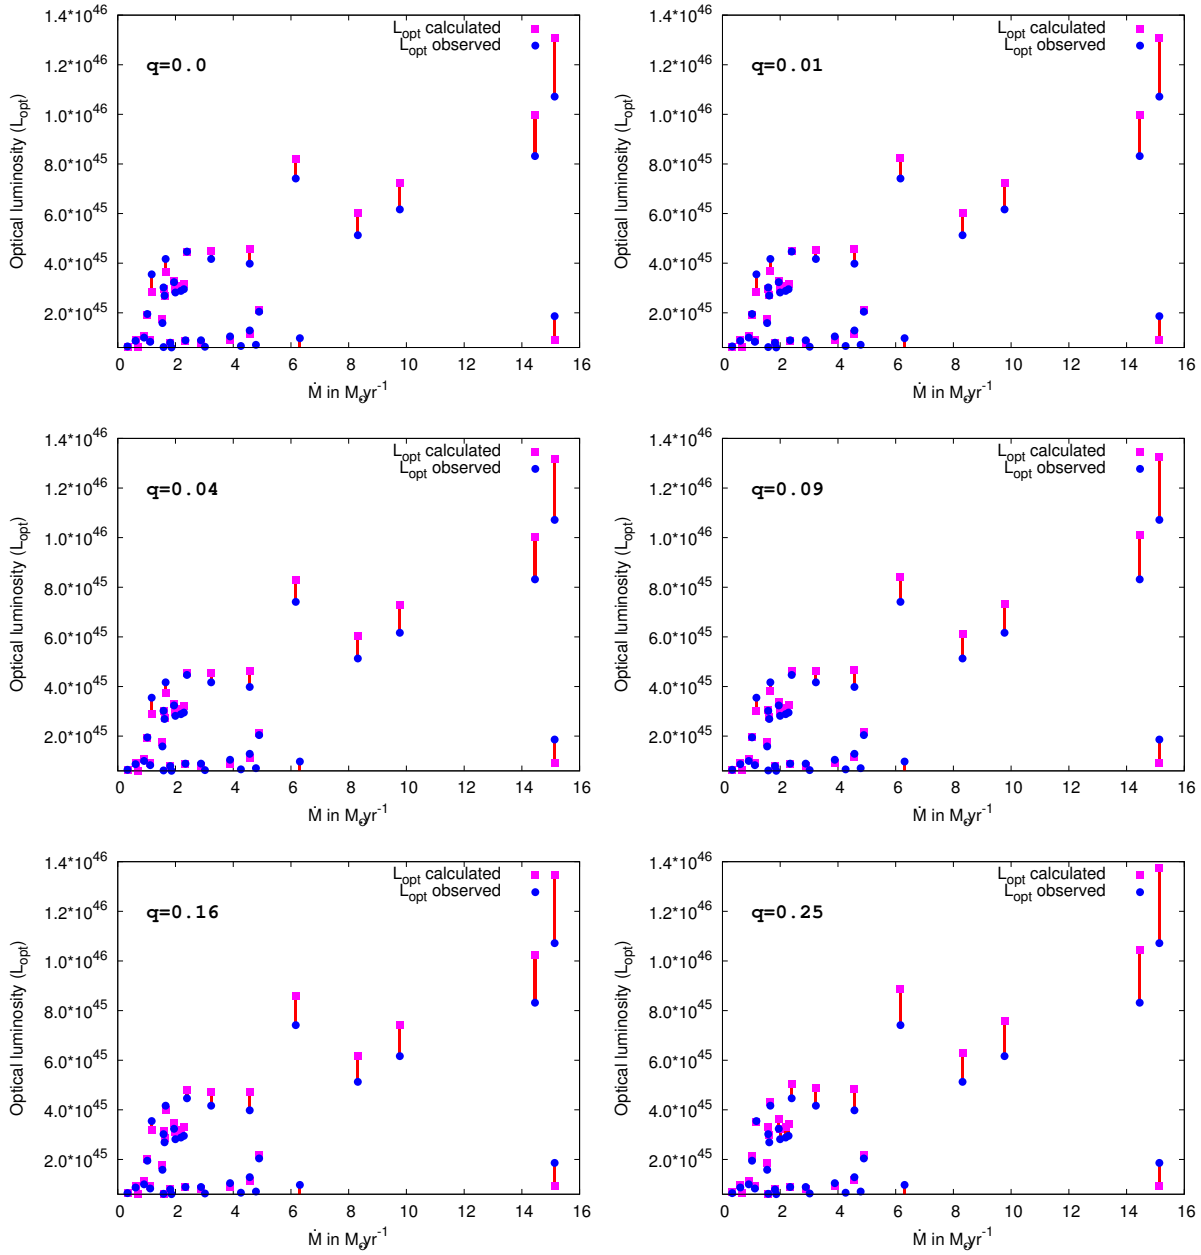 1.4*10^46
1.2*10^46
1.0*10^46
8.0*10^45
6.0*10^45
4.0*10^45
2.0*10^45
Optical luminosity (L_opt)
L_opt calculated
L_opt observed
q=0.0
0 2 4 6 8 10 12 14 16
Ṁ in M_⊙yr^-1
1.4*10^46
1.2*10^46
1.0*10^46
8.0*10^45
6.0*10^45
4.0*10^45
2.0*10^45
Optical luminosity (L_opt)
L_opt calculated
L_opt observed
q=0.01
0 2 4 6 8 10 12 14 16
Ṁ in M_⊙yr^-1
1.4*10^46
1.2*10^46
1.0*10^46
8.0*10^45
6.0*10^45
4.0*10^45
2.0*10^45
Optical luminosity (L_opt)
L_opt calculated
L_opt observed
q=0.04
0 2 4 6 8 10 12 14 16
Ṁ in M_⊙yr^-1
1.4*10^46
1.2*10^46
1.0*10^46
8.0*10^45
6.0*10^45
4.0*10^45
2.0*10^45
Optical luminosity (L_opt)
L_opt calculated
L_opt observed
q=0.09
0 2 4 6 8 10 12 14 16
Ṁ in M_⊙yr^-1
1.4*10^46
1.2*10^46
1.0*10^46
8.0*10^45
6.0*10^45
4.0*10^45
2.0*10^45
Optical luminosity (L_opt)
L_opt calculated
L_opt observed
q=0.16
0 2 4 6 8 10 12 14 16
Ṁ in M_⊙yr^-1
1.4*10^46
1.2*10^46
1.0*10^46
8.0*10^45
6.0*10^45
4.0*10^45
2.0*10^45
Optical luminosity (L_opt)
L_opt calculated
L_opt observed
q=0.25
0 2 4 6 8 10 12 14 16
Ṁ in M_⊙yr^-1